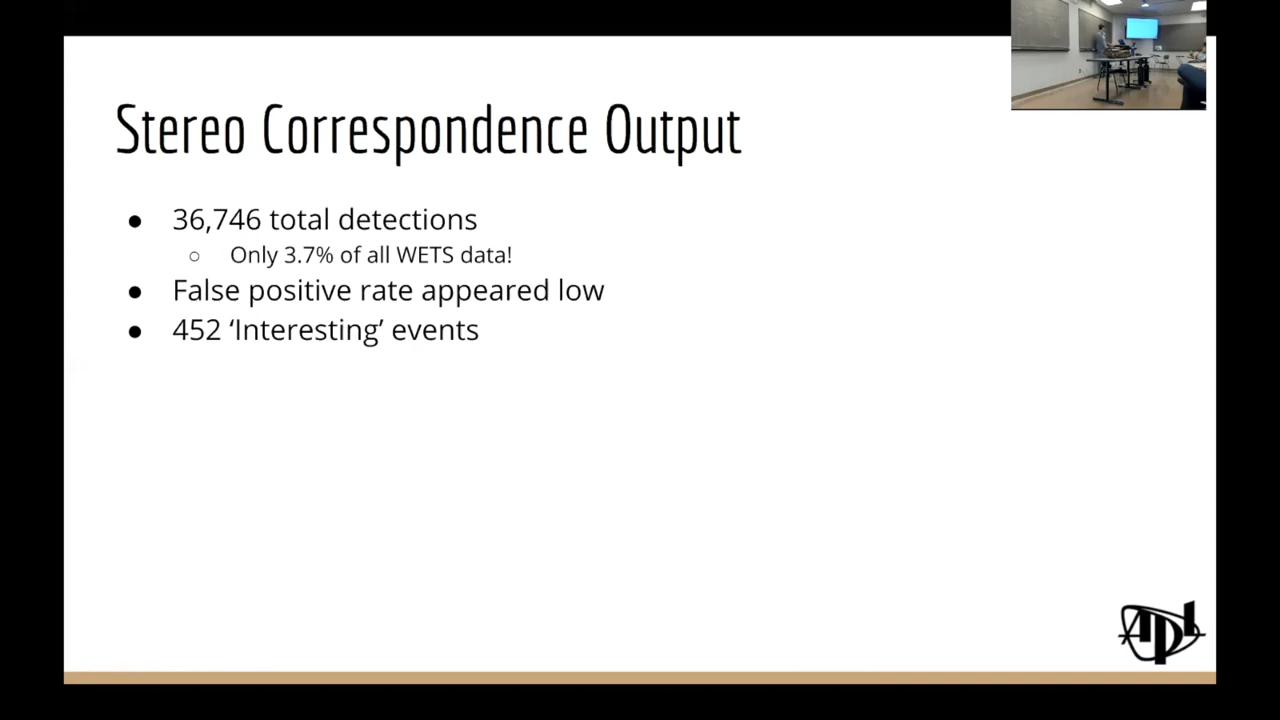 Stereo Correspondence Output
● 36,746 total detections
○ Only 3.7% of all WETS data!
● False positive rate appeared low
● 452 ‘Interesting’ events
APL